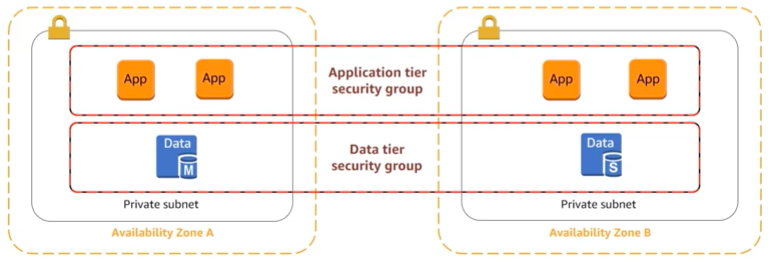 App
App
Application tier
security group
App
App
Data
M
Data tier
security group
Data
S
Private subnet
Private subnet
Availability Zone A
Availability Zone B